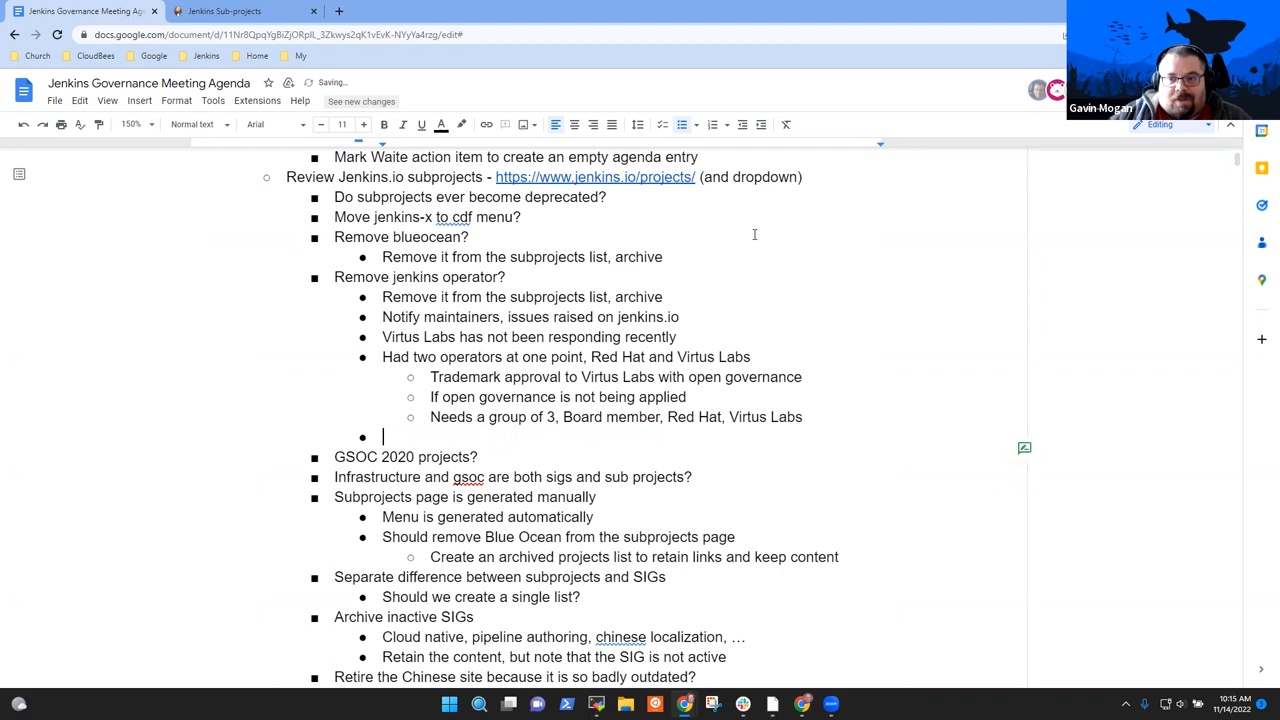 Jenkins Governance Meeting Age
Jenkins Sub-projects
docs.google.com/document/d/11Nr8QpqYgBiZjORpIL_3Zkwys2qK1vEvK-NYyYa4rzg/edit#
Church
CloudBees
Google
Jenkins
Home
My
Jenkins Governance Meeting Agenda
Saving...
File Edit View Insert Format Tools Extensions Help
See new changes
Gavin Mogan
150% Normal text Arial 11
Editing
Mark Waite action item to create an empty agenda entry
Review Jenkins.io subprojects - https://www.jenkins.io/projects/ (and dropdown)
Do subprojects ever become deprecated?
Move jenkins-x to cdf menu?
Remove blueocean?
Remove it from the subprojects list, archive
Remove jenkins operator?
Remove it from the subprojects list, archive
Notify maintainers, issues raised on jenkins.io
Virtus Labs has not been responding recently
Had two operators at one point, Red Hat and Virtus Labs
Trademark approval to Virtus Labs with open governance
If open governance is not being applied
Needs a group of 3, Board member, Red Hat, Virtus Labs
GSOC 2020 projects?
Infrastructure and gsoc are both sigs and sub projects?
Subprojects page is generated manually
Menu is generated automatically
Should remove Blue Ocean from the subprojects page
Create an archived projects list to retain links and keep content
Separate difference between subprojects and SIGs
Should we create a single list?
Archive inactive SIGs
Cloud native, pipeline authoring, chinese localization, …
Retain the content, but note that the SIG is not active
Retire the Chinese site because it is so badly outdated?
10:15 AM
11/14/2022